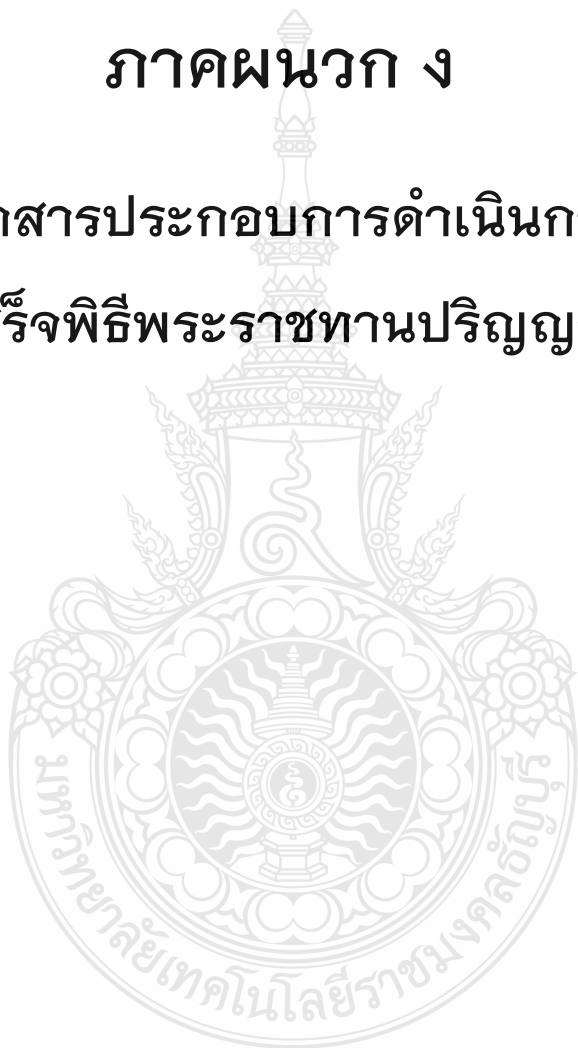 ภาคผนวก ง
กสารประกอบการดำเนินก
ร็จพิธีพระราชทานปริญญ
มหาวิทยาลัยเทคโนโลยีราชมงคลธัญบุรี